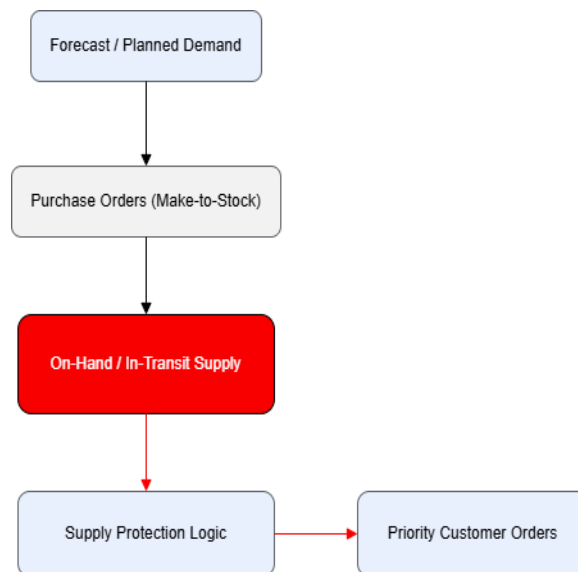 Forecast / Planned Demand
Purchase Orders (Make-to-Stock)
On-Hand / In-Transit Supply
Supply Protection Logic
Priority Customer Orders